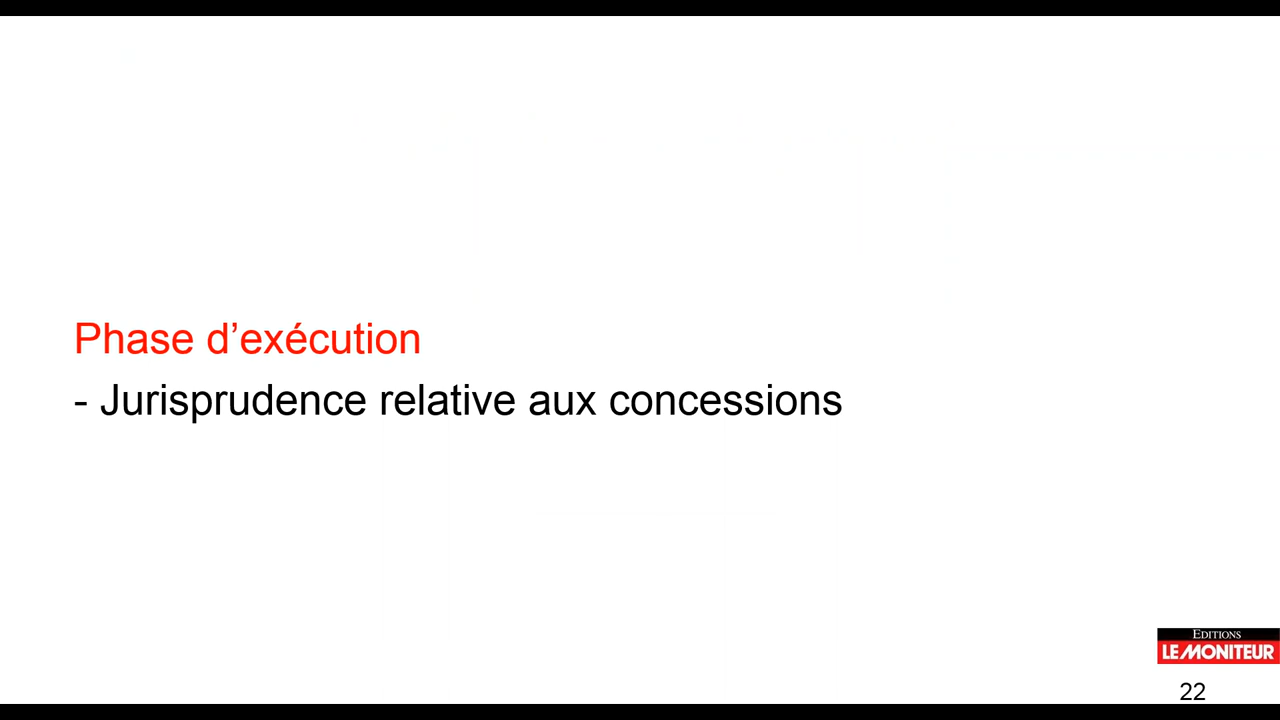 Phase d’exécution
- Jurisprudence relative aux concessions
EDITIONS
LE MONITEUR
22